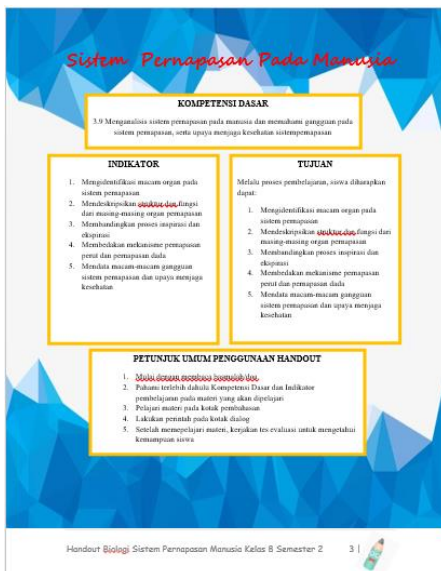 Sistem Pernapasan Pada Manusia
KOMPETENSI DASAR
3.9 Menganalisis sistem pernapasan pada manusia dan memahami gangguan pada
sistem pernapasan, serta upaya menjaga kesehatan sistempernapasan
INDIKATOR
1. Mengidentifikasi macam organ pada
sistem pernapasan
2. Mendeskripsikan struktur dan fungsi
dari masing-masing organ pernapasan
3. Membandingkan proses inspirasi dan
ekspirasi
4. Membedakan mekanisme pernapasan
perut dan pernapasan dada
5. Mendata macam-macam gangguan
sistem pernapasan dan upaya menjaga
kesehatan
TUJUAN
Melalu proses pembelajaran, siswa diharapkan
dapat:
1. Mengidentifikasi macam organ pada
sistem pernapasan
2. Mendeskripsikan struktur dan fungsi dari
masing-masing organ pernapasan
3. Membandingkan proses inspirasi dan
ekspirasi
4. Membedakan mekanisme pernapasan
perut dan pernapasan dada
5. Mendata macam-macam gangguan
sistem pernapasan dan upaya menjaga
kesehatan
PETUNJUK UMUM PENGGUNAAN HANDOUT
1. Mulai dengan membaca basmalah/doa
2. Pahami terlebih dahulu Kompetensi Dasar dan Indikator
pembelajaran pada materi yang akan dipelajari
3. Pelajari materi pada kotak pembahasan
4. Lakukan perintah pada kotak dialog
5. Setelah memepelajari materi, kerjakan tes evaluasi untuk mengetahui
kemampuan siswa
Handout Biologi Sistem Pernapasan Manusia Kelas 8 Semester 2 3 |